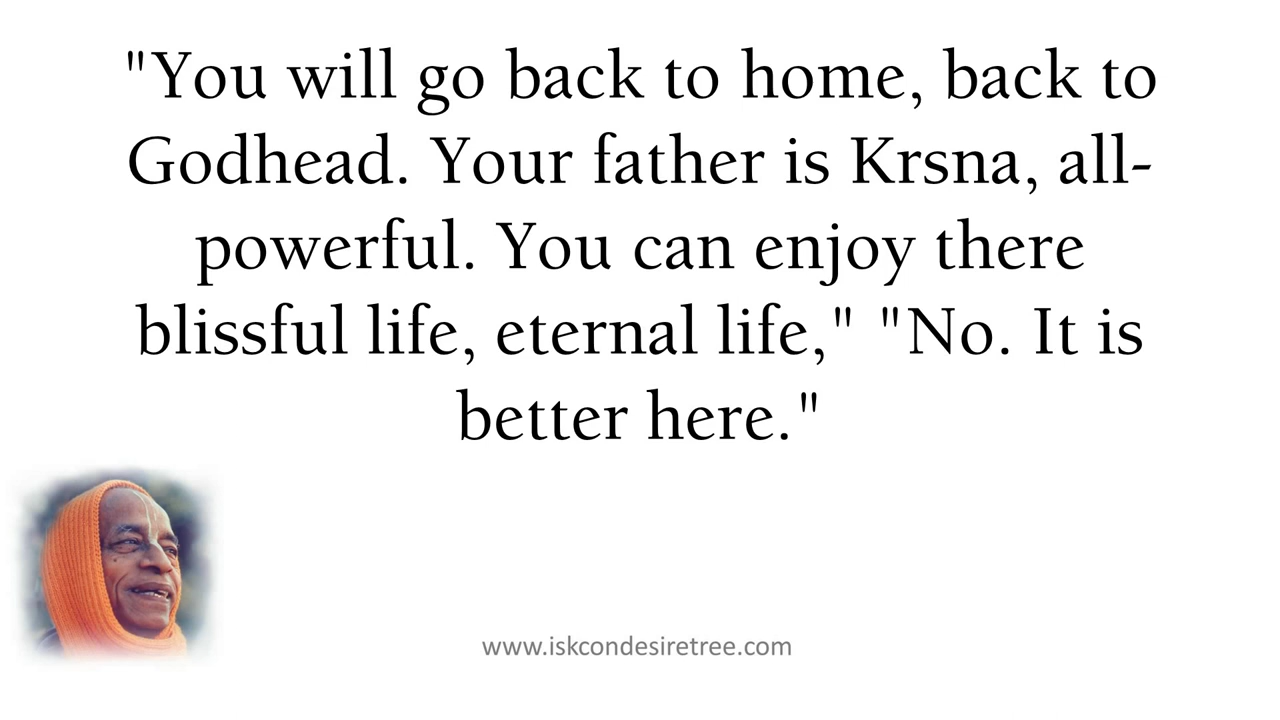 "You will go back to home, back to
Godhead. Your father is Krsna, all-
powerful. You can enjoy there
blissful life, eternal life," "No. It is
better here."
www.iskcondesiretree.com